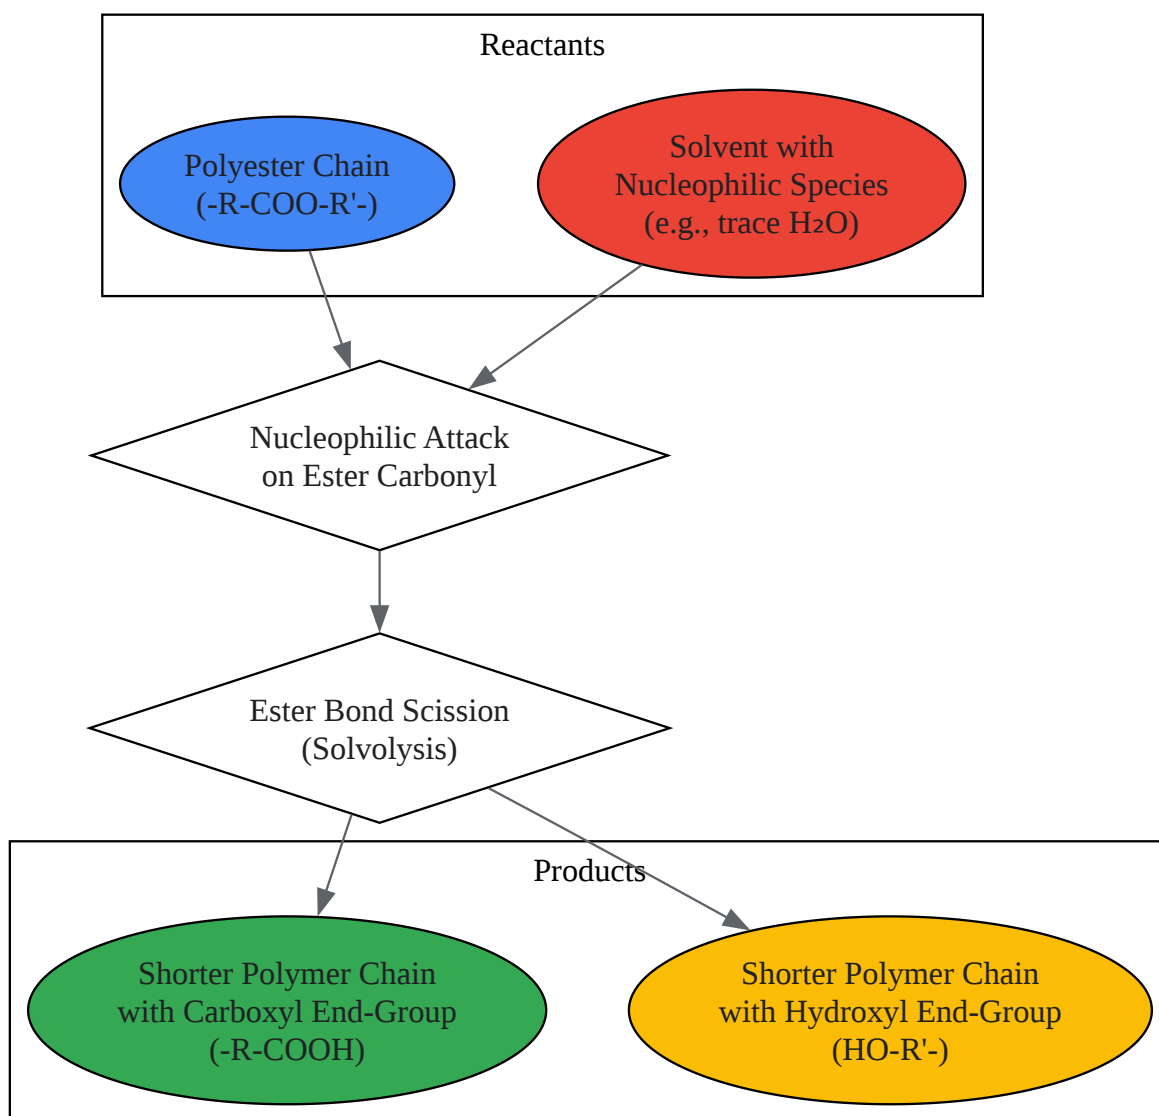 Reactants
Polyester Chain
(-R-COO-R'-)
Solvent with
Nucleophilic Species
(e.g., trace H₂O)
Nucleophilic Attack
on Ester Carbonyl
Ester Bond Scission
(Solvolysis)
Products
Shorter Polymer Chain
with Carboxyl End-Group
(-R-COOH)
Shorter Polymer Chain
with Hydroxyl End-Group
(HO-R'-)